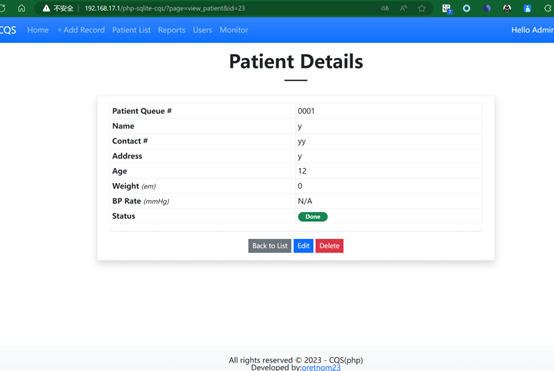 不安全 192.168.17.1/php-sqlite-cqs/?page=view_patient&id=23
CQS Home + Add Record Patient List Reports Users Monitor Hello Admin
Patient Details
Patient Queue # 0001
Name y
Contact # yy
Address y
Age 12
Weight (em) 0
BP Rate (mmHg) N/A
Status Done
Back to List Edit Delete
All rights reserved © 2023 - CQS(php)
Developed by:oretnom23